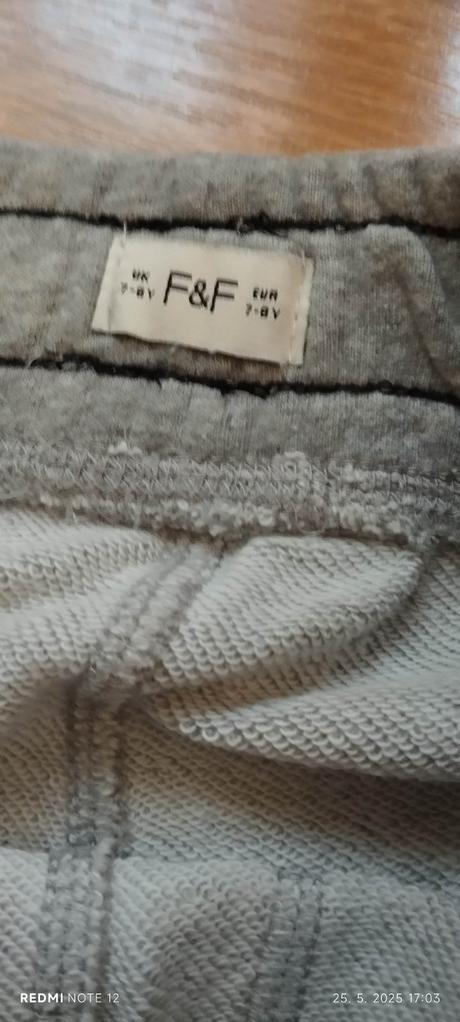 UK F&F EUR
7-8Y 7-8Y
REDMI NOTE 12 25. 5. 2025 17:03